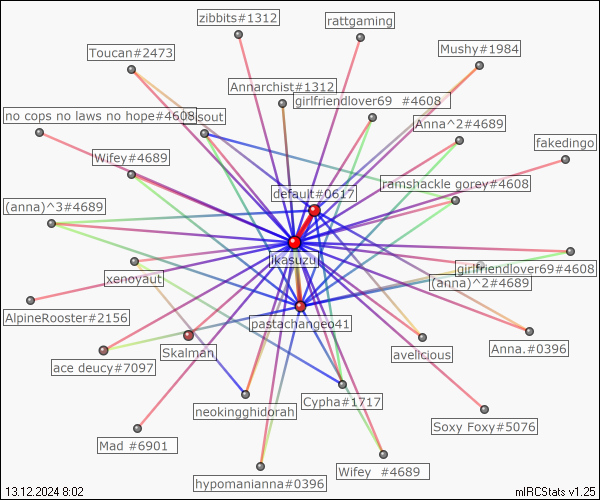 zibbits#1312
rattgaming
Toucan#2473
Mushy#1984
Annarchist#1312
girlfriendlover69 #4608
no cops no laws no hope#4608
sout
Anna^2#4689
fakedingo
Wifey#4689
default#0617
ramshackle gorey#4608
(anna)^3#4689
ikasuzu
xenoyaut
girlfriendlover69#4608
(anna)^2#4689
AlpineRooster#2156
pastachangeo41
Skalman
avelicious
Anna.#0396
ace deucy#7097
neokingghidorah
Cypha#1717
Soxy Foxy#5076
Mad #6901
hypomanianna#0396
Wifey #4689
13.12.2024 8:02
mIRCStats v1.25